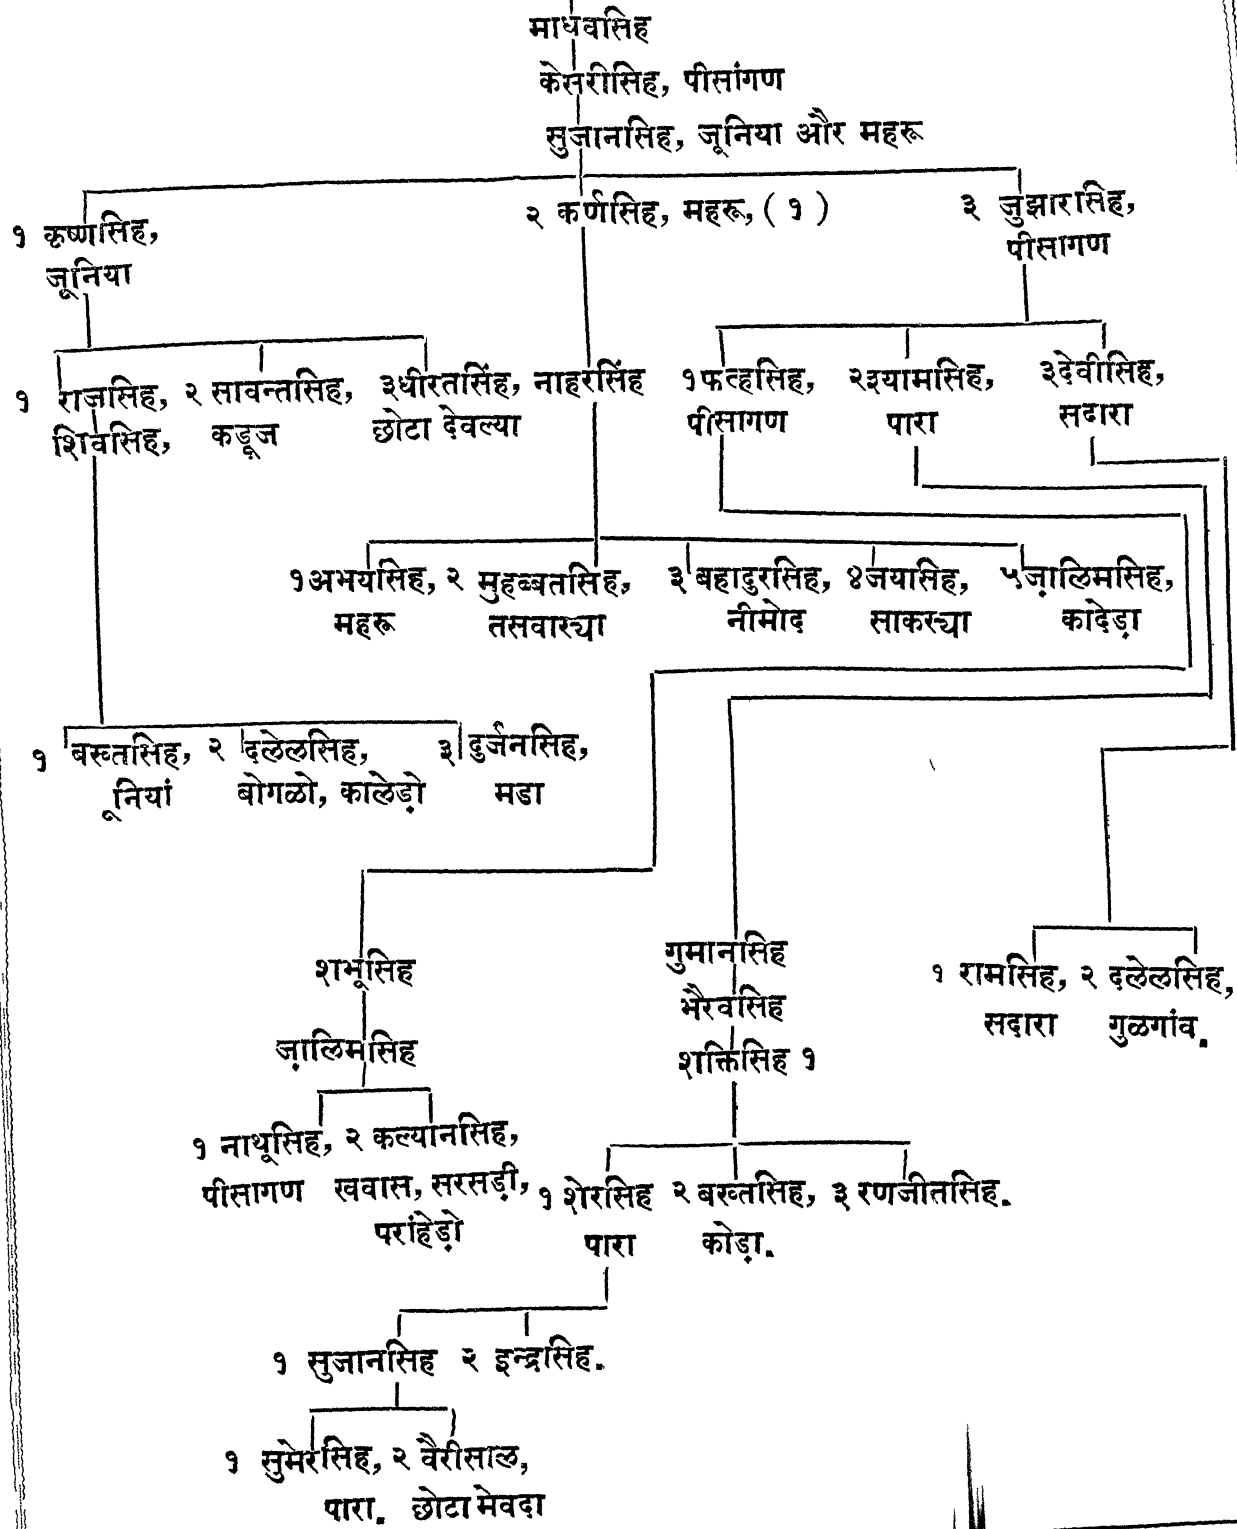 माधवसिह
केसरीसिह, पीसांगण
सुजानसिह, जूनिया और महरू
१ कृष्णसिह, २ कर्णसिह, महरू, ( १ ) ३ जुझारसिह,
जूनिया पीसागण
१ राजसिह, २ सावन्तसिह, ३धीरतसिंह, नाहरसिंह १फत्हसिह, २श्यामसिह, ३देवीसिह,
शिवसिह, कडूज छोटा देवल्या पीसागण पारा सदारा
१अभयसिह, २ मुहब्बतसिह, ३ बहादुरसिह, ४जयासिह, ५ज़ालिमसिह,
महरू तसवारया नीमोद साकरया कादेड़ा
१ बख्तसिह, २ दलेलसिह, ३ दुर्जनसिह,
जूनियां बोगळो, कालेड़ो मडा
शभूसिह गुमानसिह १ रामसिह, २ दलेलसिह,
भैरवसिह सदारा गुळगांव.
ज़ालिमसिह शक्तिसिह १
१ नाथूसिह, २ कल्यानसिह,
पीसागण खवास, सरसड़ी, १ शेरसिह २ बख्तसिह, ३ रणजीतसिह.
परांहेड़ो पारा कोड़ा.
१ सुजानसिह २ इन्द्रसिह.
१ सुमेरसिह, २ वैरीसाल,
पारा. छोटा मेवदा